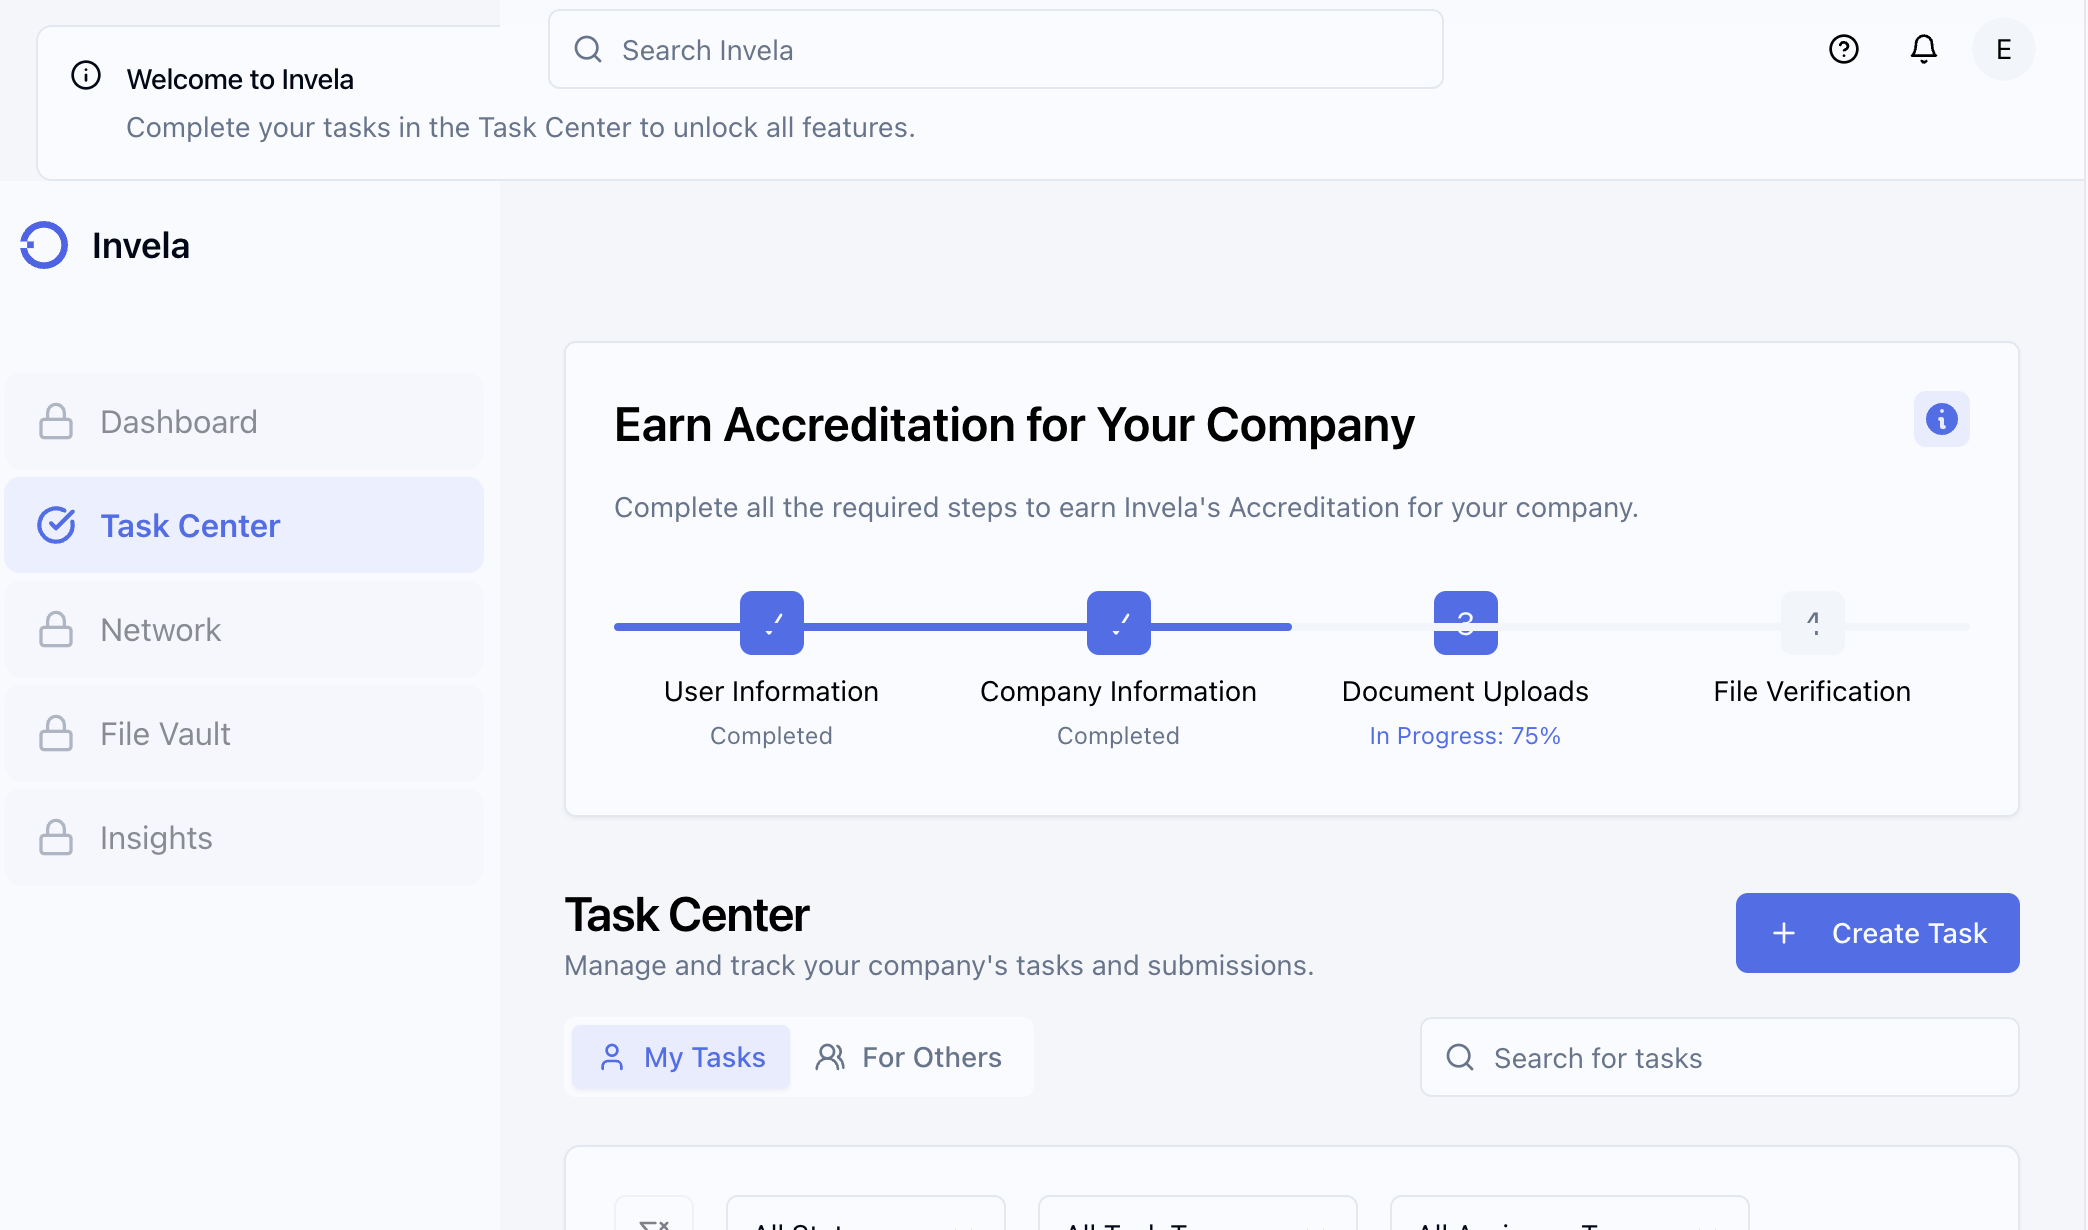 Welcome to Invela
Complete your tasks in the Task Center to unlock all features.
Search Invela
E
Invela
Dashboard
Task Center
Network
File Vault
Insights
Earn Accreditation for Your Company
Complete all the required steps to earn Invela's Accreditation for your company.
3
4
User Information
Completed
Company Information
Completed
Document Uploads
In Progress: 75%
File Verification
Task Center
Manage and track your company's tasks and submissions.
Create Task
My Tasks
For Others
Search for tasks
All
All
All